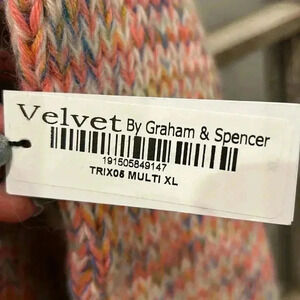 Velvet By Graham & Spencer
191505849147
TRIX05 MULTI XL